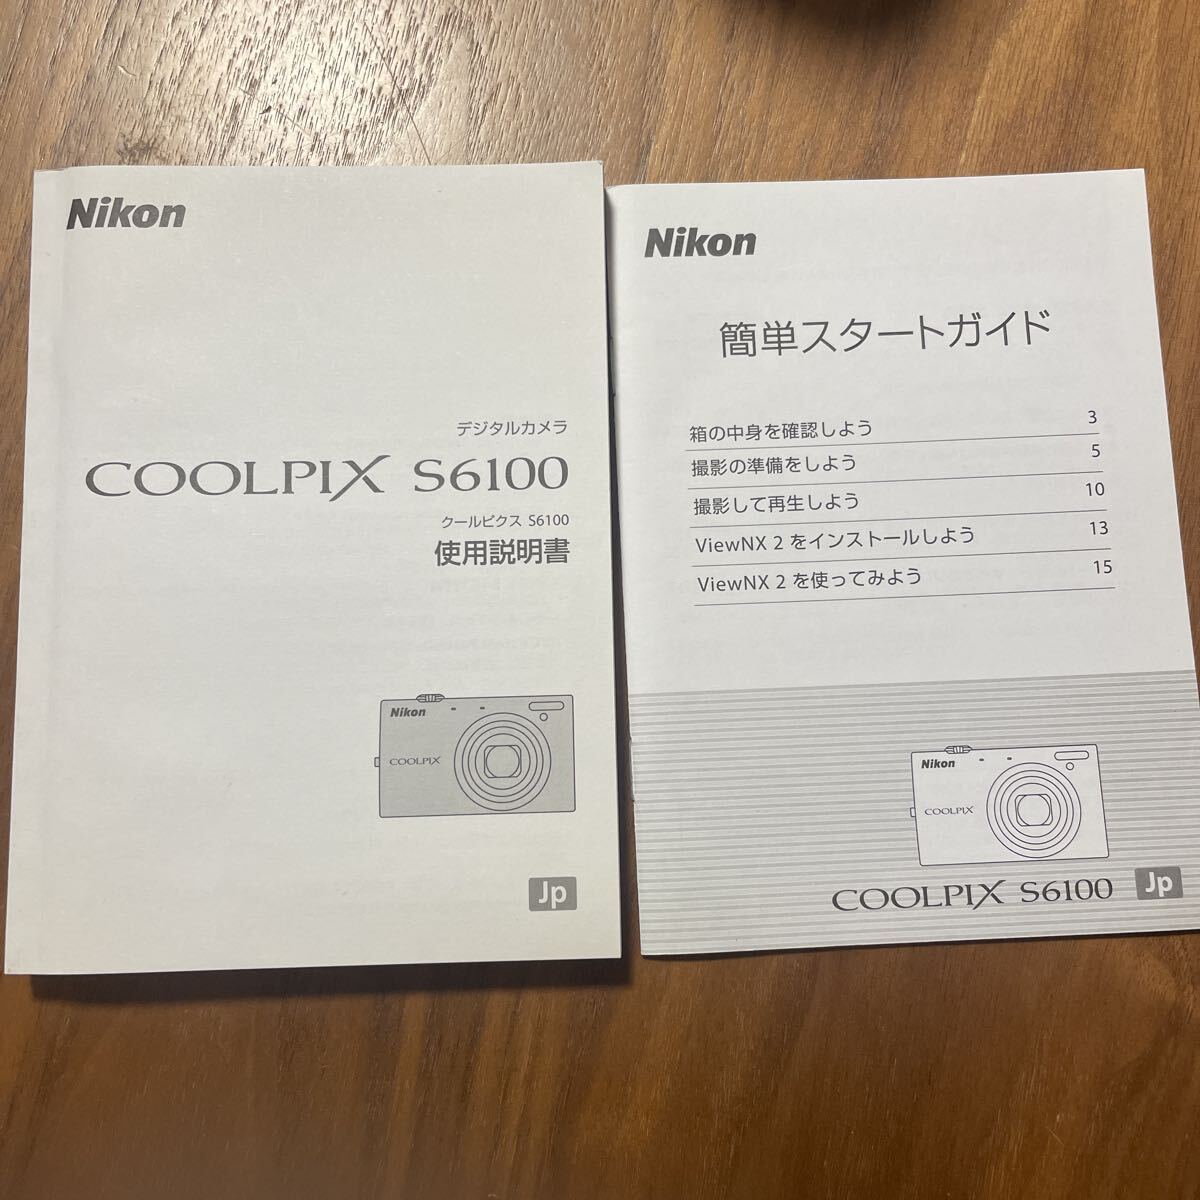 Nikon
デジタルカメラ
COOLPIX S6100
クールピクス S6100
使用説明書
Nikon
COOLPIX
Jp
Nikon
簡単スタートガイド
箱の中身を確認しよう 3
撮影の準備をしよう 5
撮影して再生しよう 10
ViewNX 2 をインストールしよう 13
ViewNX 2 を使ってみよう 15
Nikon
COOLPIX
COOLPIX S6100 Jp